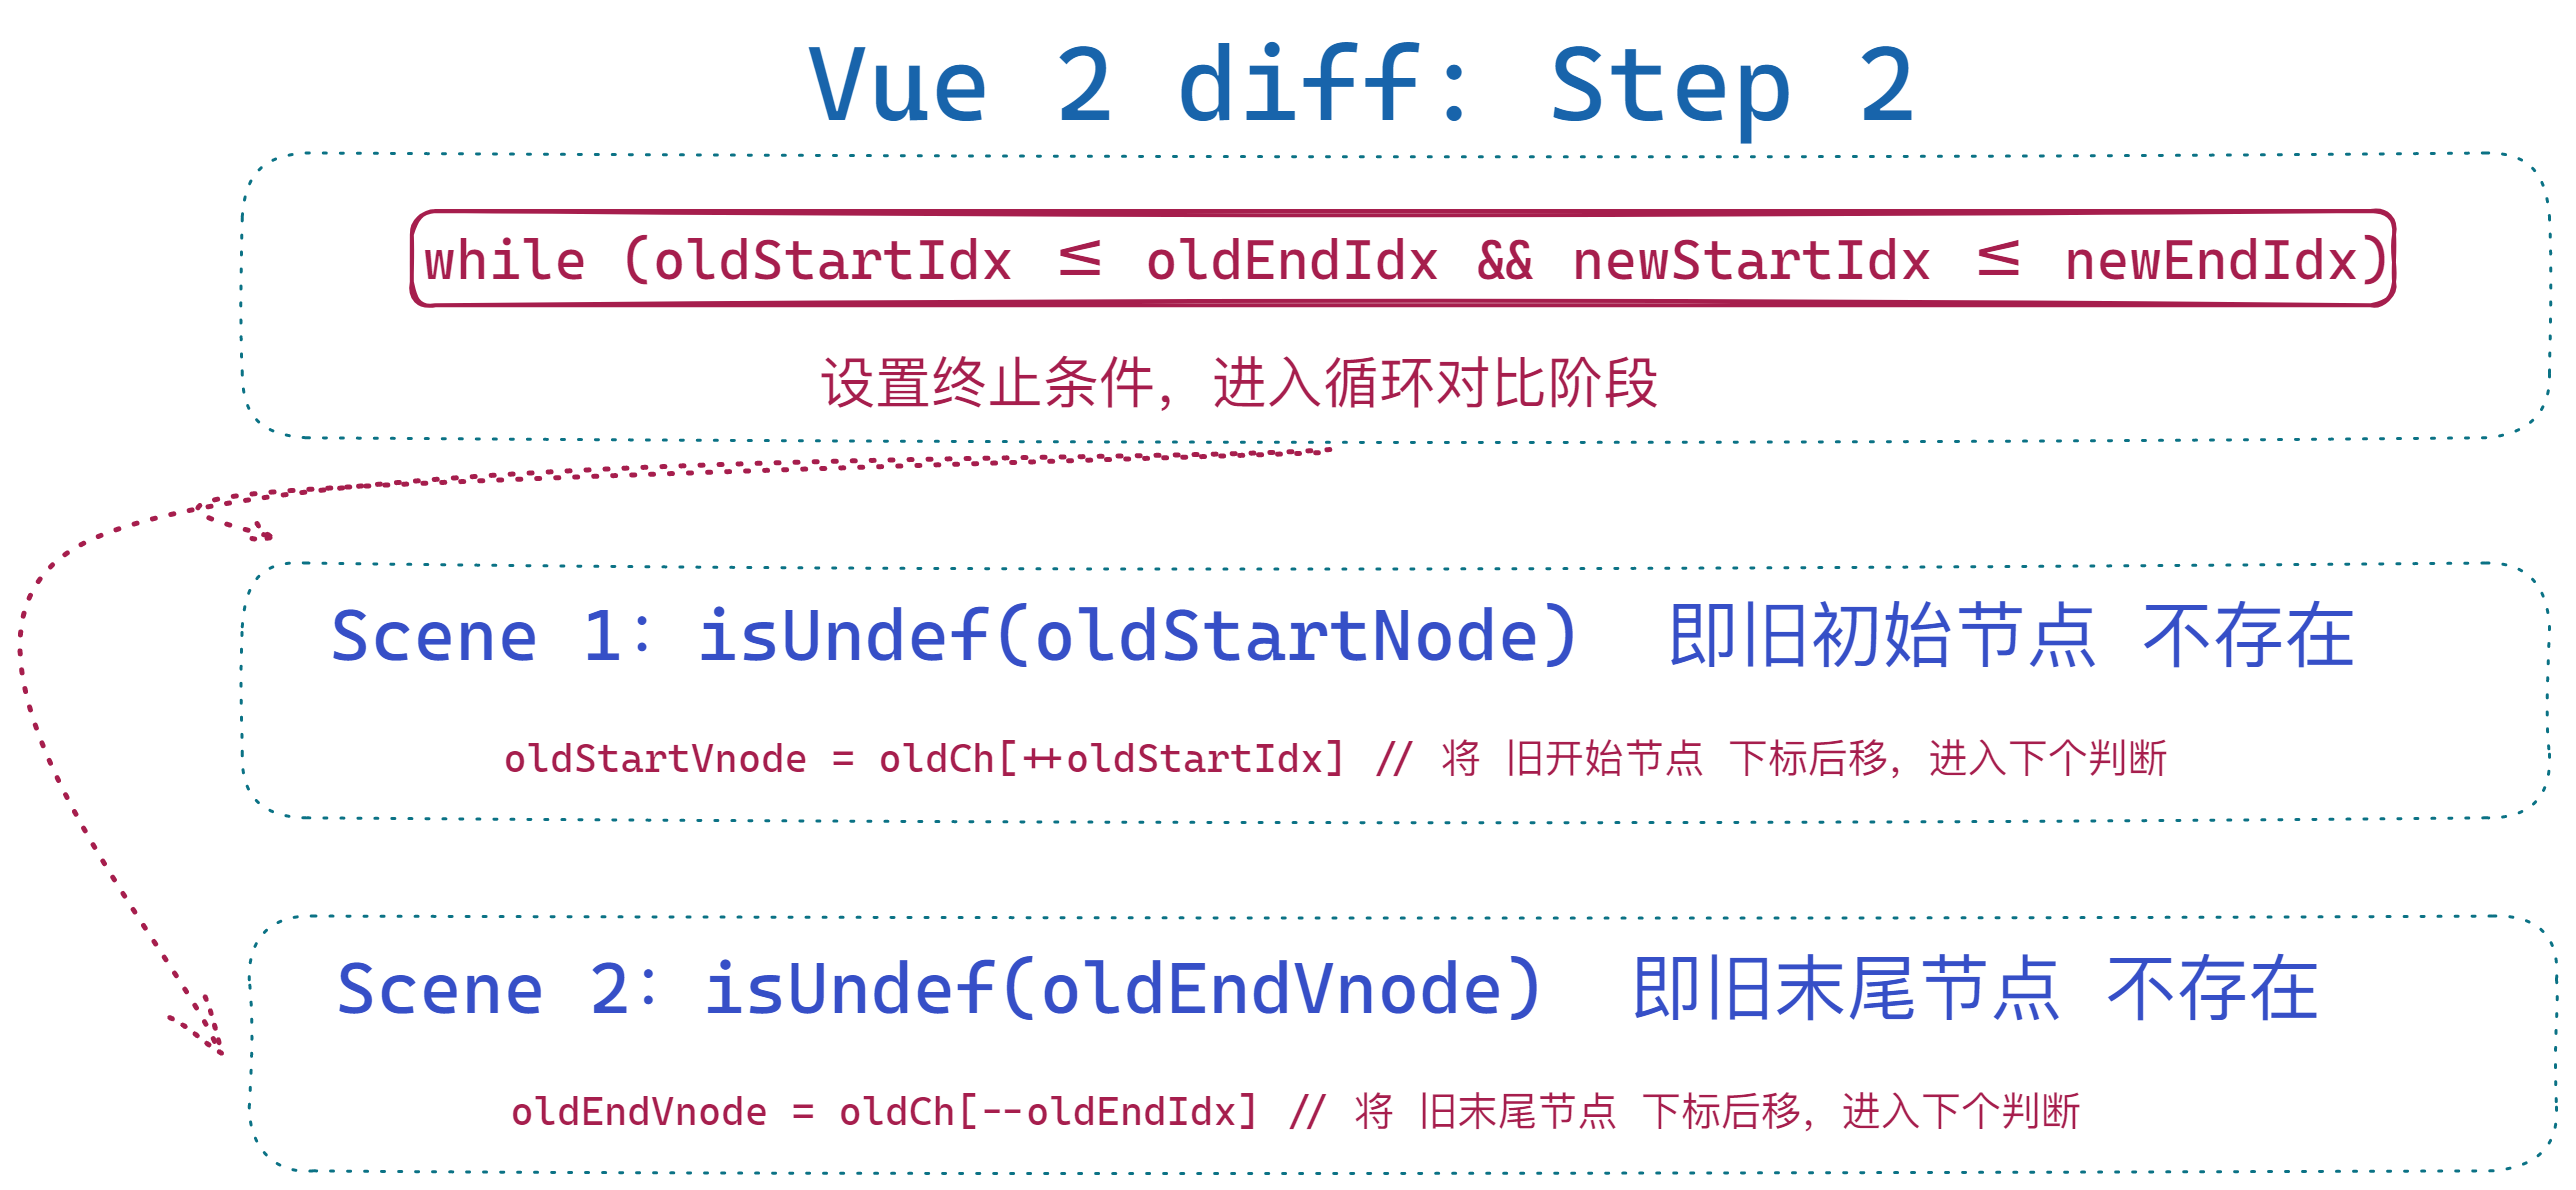 Vue 2 diff: Step 2
while (oldStartIdx ≤ oldEndIdx && newStartIdx ≤ newEndIdx)
设置终止条件，进入循环对比阶段
Scene 1: isUndef(oldStartNode) 即旧初始节点 不存在
oldStartVnode = oldCh[++oldStartIdx] // 将 旧开始节点 下标后移，进入下个判断
Scene 2: isUndef(oldEndVnode) 即旧末尾节点 不存在
oldEndVnode = oldCh[--oldEndIdx] // 将 旧末尾节点 下标后移，进入下个判断